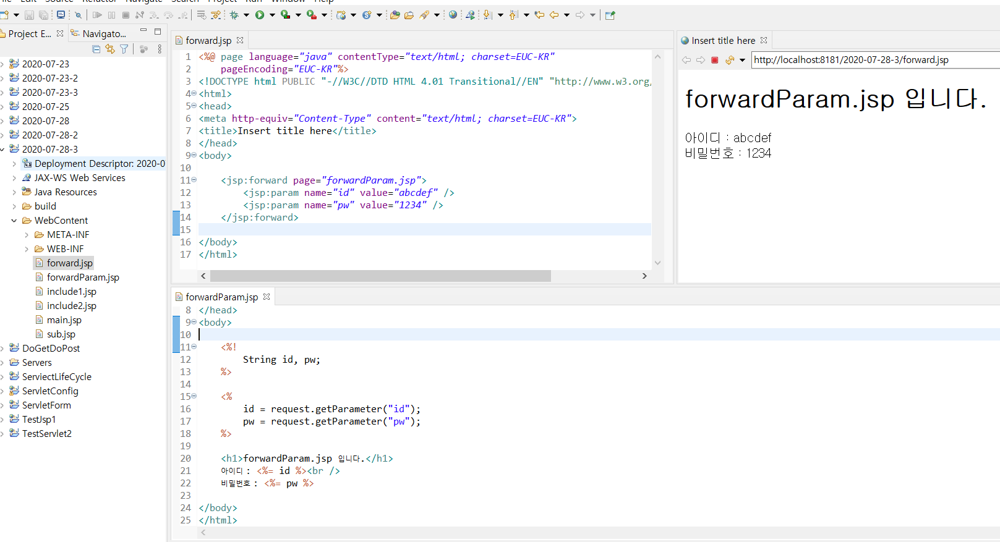 File Edit Source Refactor Navigate Search Project Run Window Help
Project E...
Navigato...
2020-07-23
2020-07-23-2
2020-07-23-3
2020-07-25
2020-07-28
2020-07-28-2
2020-07-28-3
Deployment Descriptor: 2020-0
JAX-WS Web Services
Java Resources
build
WebContent
META-INF
WEB-INF
forward.jsp
forwardParam.jsp
include1.jsp
include2.jsp
main.jsp
sub.jsp
DoGetDoPost
Servers
ServiectLifeCycle
ServletConfig
ServletForm
TestJsp1
TestServlet2
forward.jsp
1 <%@ page language="java" contentType="text/html; charset=EUC-KR"
2     pageEncoding="EUC-KR"%>
3 <!DOCTYPE html PUBLIC "-//W3C//DTD HTML 4.01 Transitional//EN" "http://www.w3.org/
4 <html>
5 <head>
6 <meta http-equiv="Content-Type" content="text/html; charset=EUC-KR">
7 <title>Insert title here</title>
8 </head>
9 <body>
10
11     <jsp:forward page="forwardParam.jsp">
12         <jsp:param name="id" value="abcdef" />
13         <jsp:param name="pw" value="1234" />
14     </jsp:forward>
15
16 </body>
17 </html>
Insert title here
http://localhost:8181/2020-07-28-3/forward.jsp
forwardParam.jsp 입니다.
아이디 : abcdef
비밀번호 : 1234
forwardParam.jsp
8 </head>
9 <body>
10
11     <%!
12         String id, pw;
13     %>
14
15     <%
16         id = request.getParameter("id");
17         pw = request.getParameter("pw");
18     %>
19
20     <h1>forwardParam.jsp 입니다.</h1>
21     아이디 : <%= id %><br />
22     비밀번호 : <%= pw %>
23
24 </body>
25 </html>